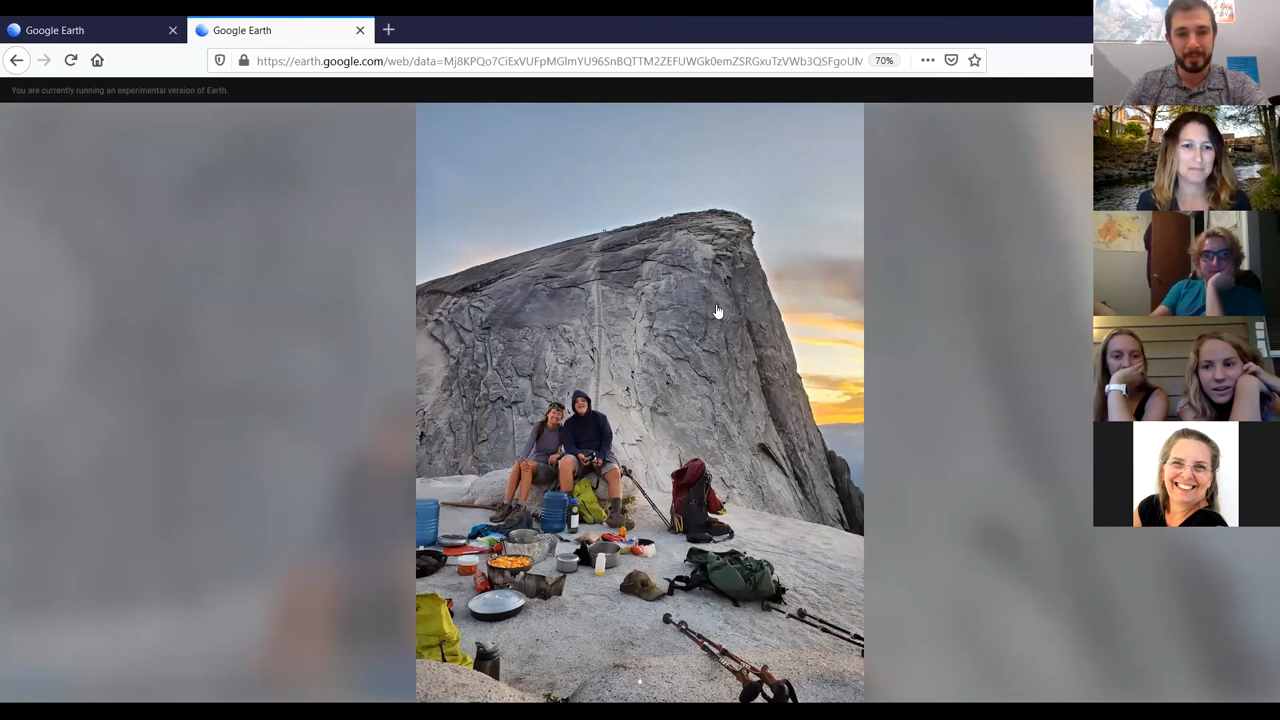 Google Earth
Google Earth
https://earth.google.com/web/data=Mj8KPQo7CiExVUFpMGlmYU96SnBQTTM2ZEFUWGk0emZSRGxuTzVWb3QSFgoUM
70%
You are currently running an experimental version of Earth.